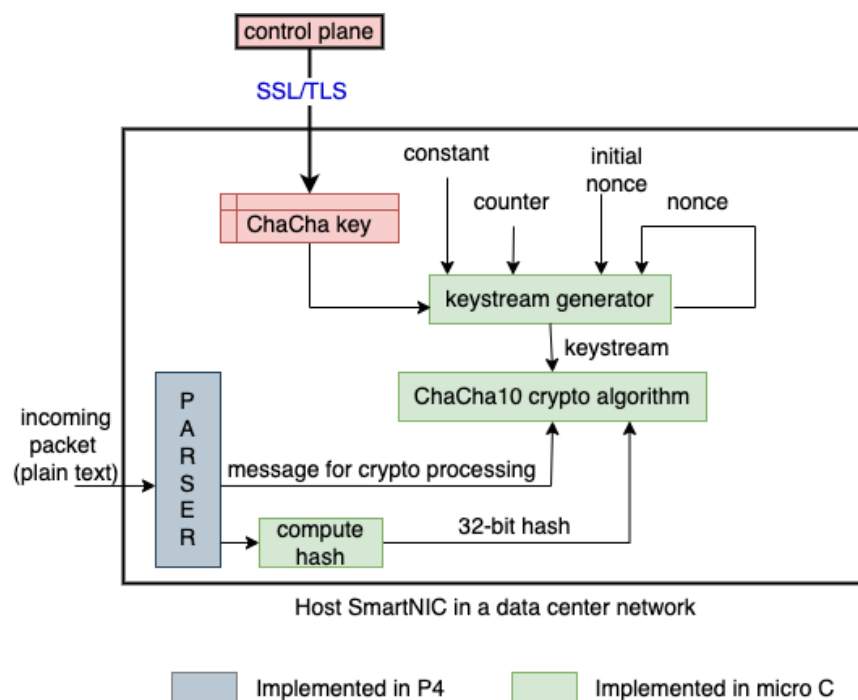 control plane
SSL/TLS
constant
initial
nonce
counter
nonce
ChaCha key
keystream generator
keystream
ChaCha10 crypto algorithm
P
A
R
S
E
R
incoming
packet
(plain text)
message for crypto processing
compute
hash
32-bit hash
Host SmartNIC in a data center network
Implemented in P4
Implemented in micro C